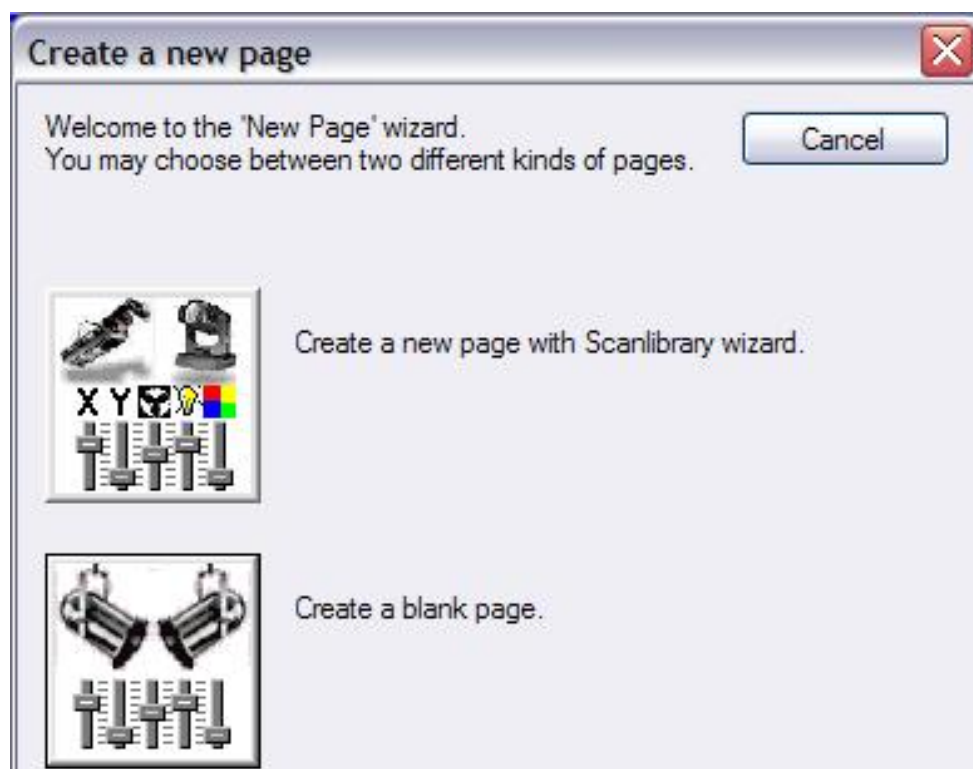 Create a new page
Welcome to the 'New Page' wizard.
You may choose between two different kinds of pages.
Cancel
Create a new page with Scanlibrary wizard.
X Y
Create a blank page.